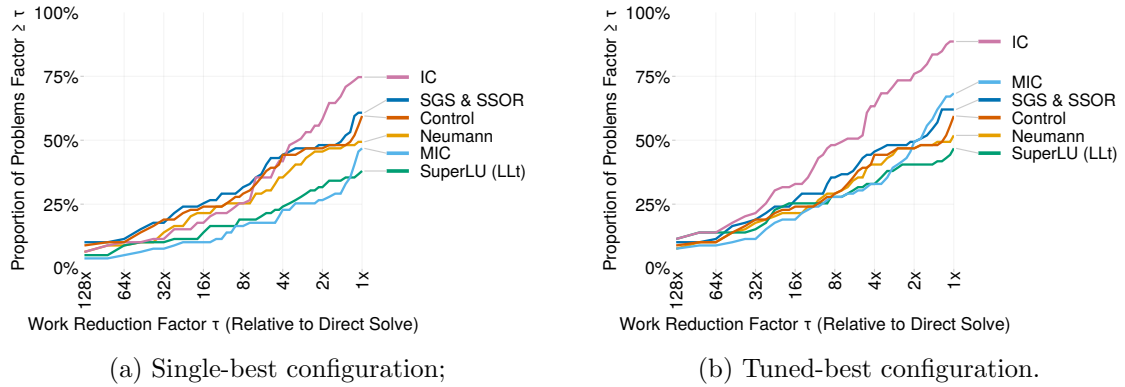 Proportion of Problems Factor ≥ τ
100%
75%
50%
25%
0%
IC
SGS & SSOR
Control
Neumann
MIC
SuperLU (LLt)
128x
64x
32x
16x
8x
4x
2x
1x
Work Reduction Factor τ (Relative to Direct Solve)
(a) Single-best configuration;
Proportion of Problems Factor ≥ τ
100%
75%
50%
25%
0%
IC
MIC
SGS & SSOR
Control
Neumann
SuperLU (LLt)
128x
64x
32x
16x
8x
4x
2x
1x
Work Reduction Factor τ (Relative to Direct Solve)
(b) Tuned-best configuration.